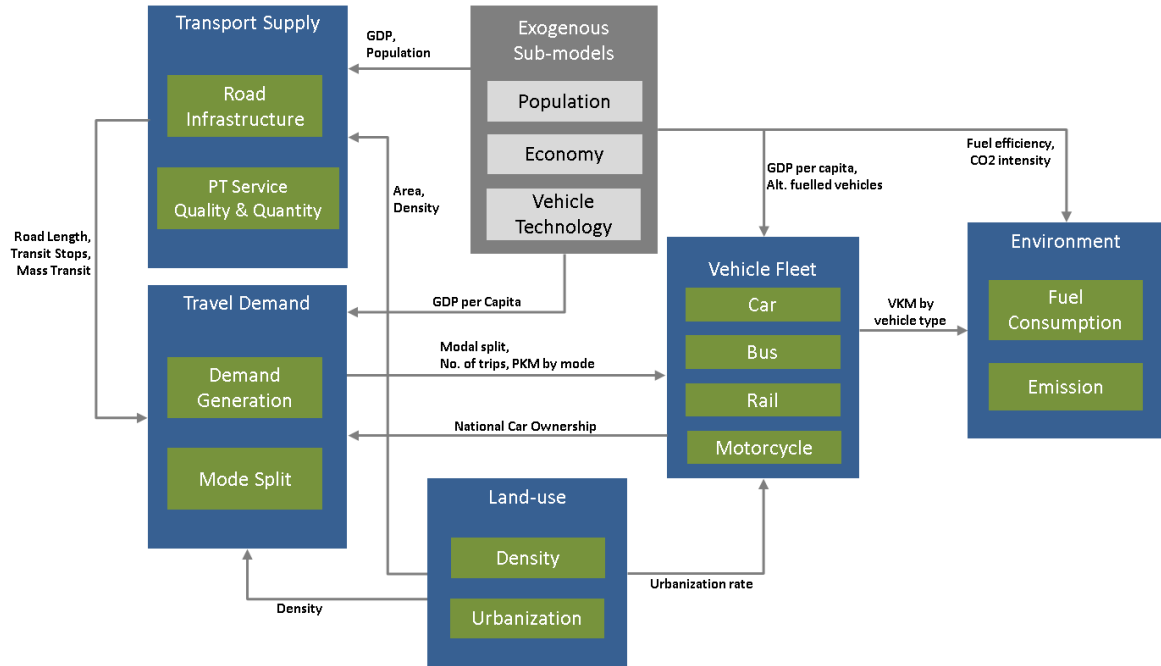 Transport Supply
Road
Infrastructure
PT Service
Quality & Quantity
GDP,
Population
Exogenous
Sub-models
Population
Economy
Vehicle
Technology
Fuel efficiency,
CO2 intensity
GDP per capita,
Alt. fuelled vehicles
Area,
Density
Road Length,
Transit Stops,
Mass Transit
Travel Demand
Demand
Generation
Mode Split
GDP per Capita
Modal split,
No. of trips, PKM by mode
National Car Ownership
Vehicle Fleet
Car
Bus
Rail
Motorcycle
VKM by
vehicle type
Environment
Fuel
Consumption
Emission
Land-use
Density
Urbanization
Urbanization rate
Density